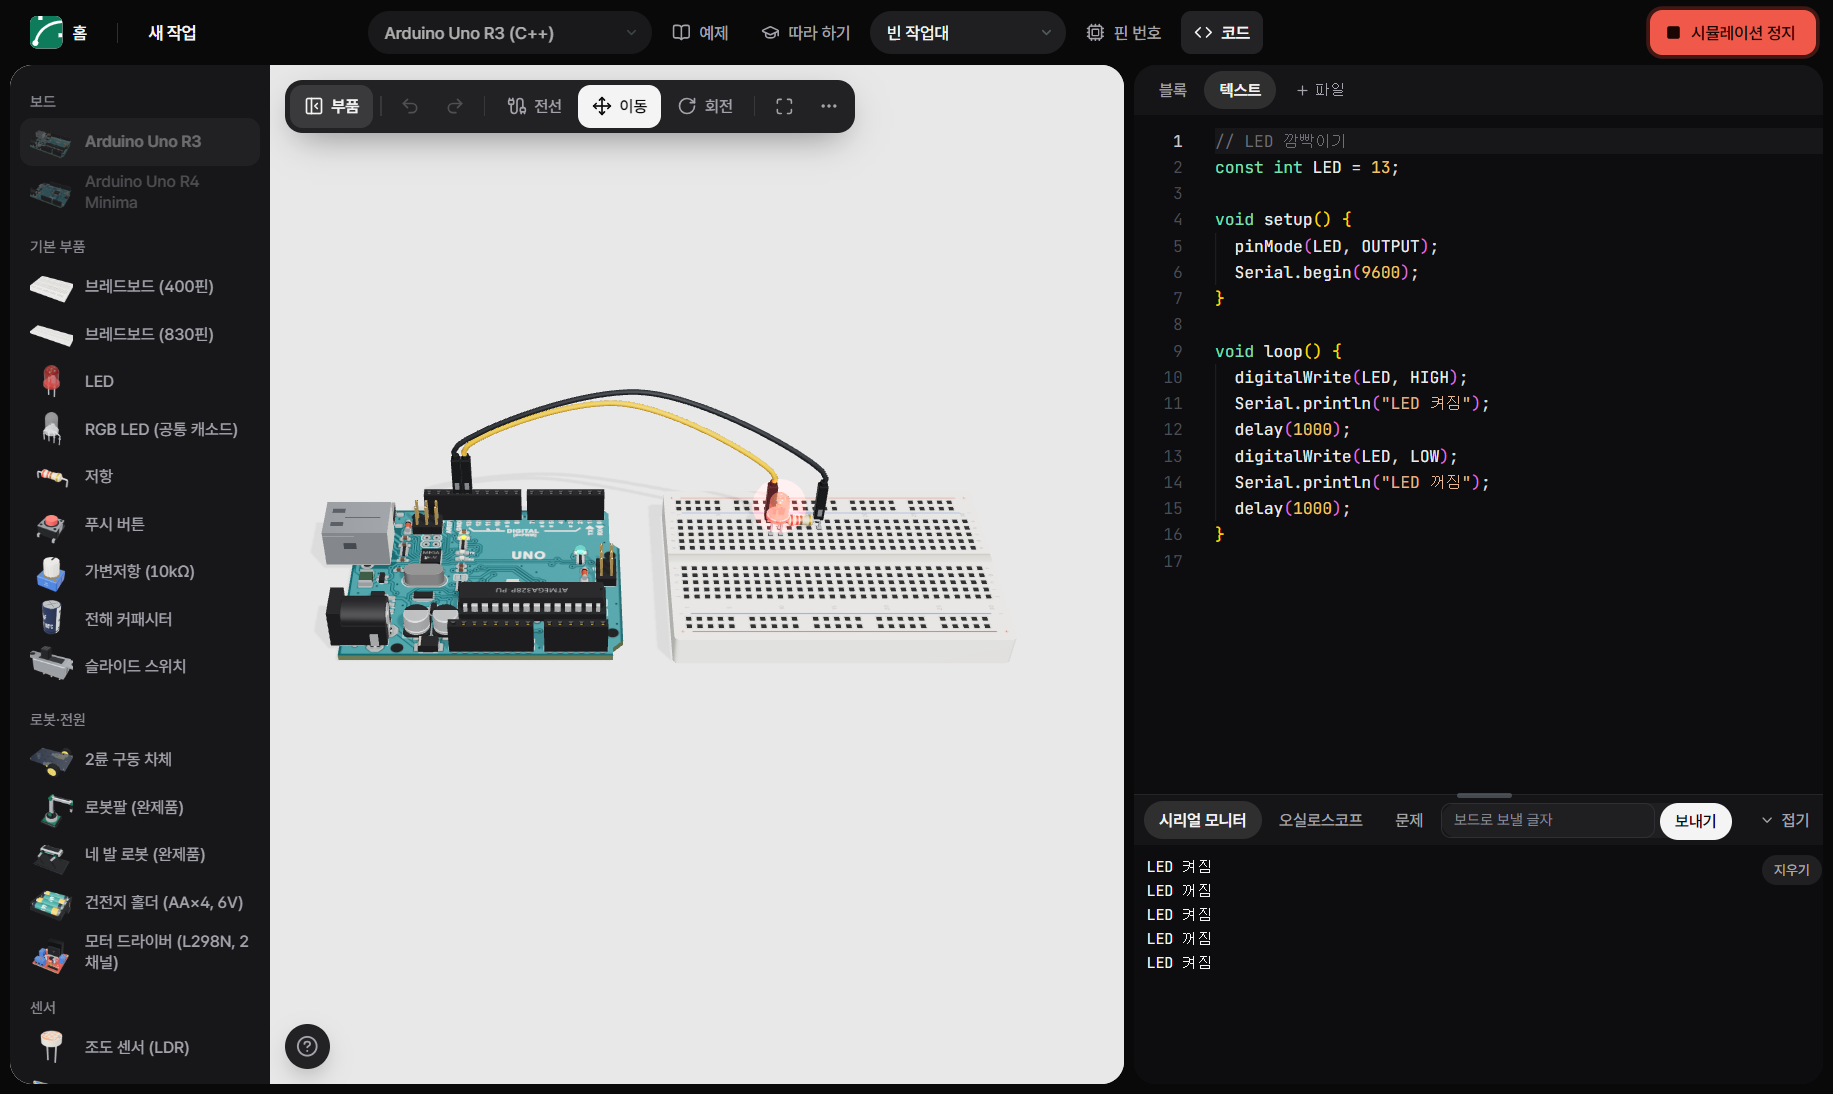 홈
새 작업
Arduino Uno R3 (C++)
예제
따라 하기
빈 작업대
핀 번호
<> 코드
시뮬레이션 정지
보드
Arduino Uno R3
Arduino Uno R4
Minima
기본 부품
브레드보드 (400핀)
브레드보드 (830핀)
LED
RGB LED (공통 캐소드)
저항
푸시 버튼
가변저항 (10kΩ)
전해 커패시터
슬라이드 스위치
로봇·전원
2륜 구동 차체
로봇팔 (완제품)
네 발 로봇 (완제품)
건전지 홀더 (AA×4, 6V)
모터 드라이버 (L298N, 2
채널)
센서
조도 센서 (LDR)
부품
전선
이동
회전
DIGITAL
UNO
ATMEGA328P PU
블록
텍스트
+ 파일
1 // LED 깜빡이기
2 const int LED = 13;
3
4 void setup() {
5 pinMode(LED, OUTPUT);
6 Serial.begin(9600);
7 }
8
9 void loop() {
10 digitalWrite(LED, HIGH);
11 Serial.println("LED 켜짐");
12 delay(1000);
13 digitalWrite(LED, LOW);
14 Serial.println("LED 꺼짐");
15 delay(1000);
16 }
17
시리얼 모니터
오실로스코프
문제
보드로 보낼 글자
보내기
접기
LED 켜짐
지우기
LED 꺼짐
LED 켜짐
LED 꺼짐
LED 켜짐